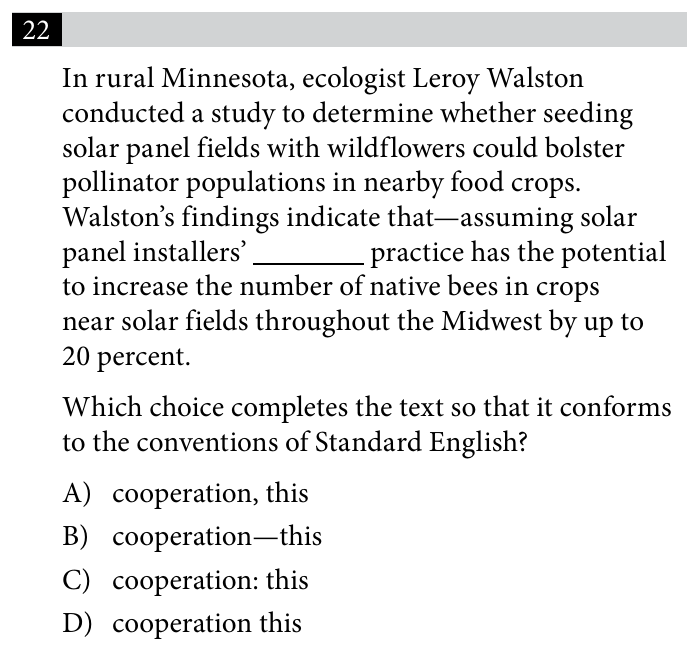 22
In rural Minnesota, ecologist Leroy Walston
conducted a study to determine whether seeding
solar panel fields with wildflowers could bolster
pollinator populations in nearby food crops.
Walston’s findings indicate that—assuming solar
panel installers’ ________ practice has the potential
to increase the number of native bees in crops
near solar fields throughout the Midwest by up to
20 percent.
Which choice completes the text so that it conforms
to the conventions of Standard English?
A) cooperation, this
B) cooperation—this
C) cooperation: this
D) cooperation this